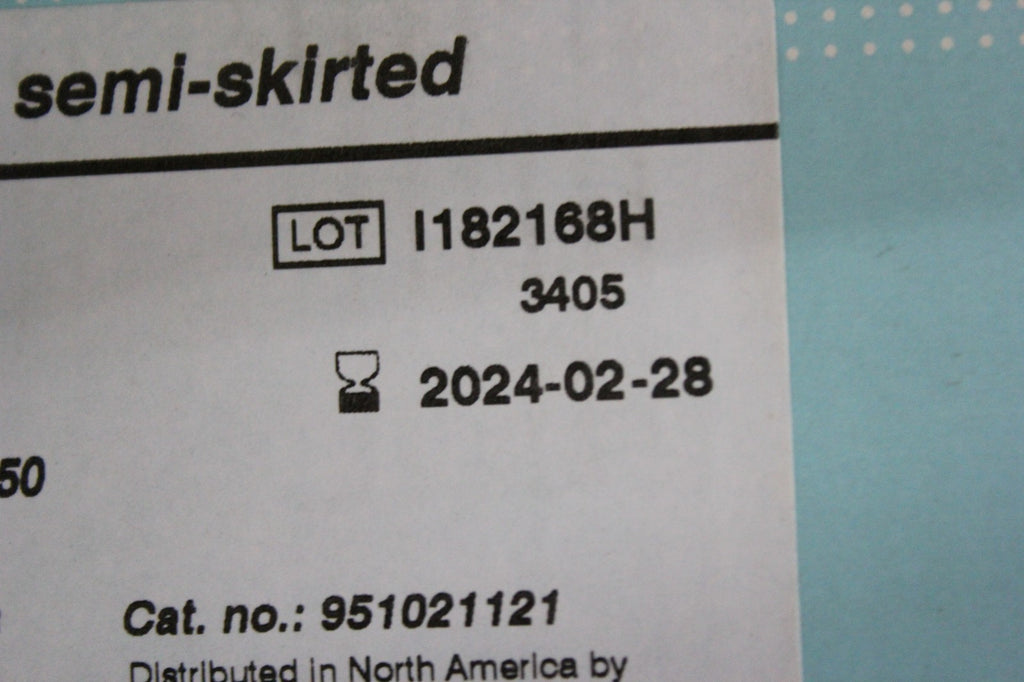 semi-skirted
LOT I182168H
3405
2024-02-28
50
Cat. no.: 951021121
Distributed in North America by